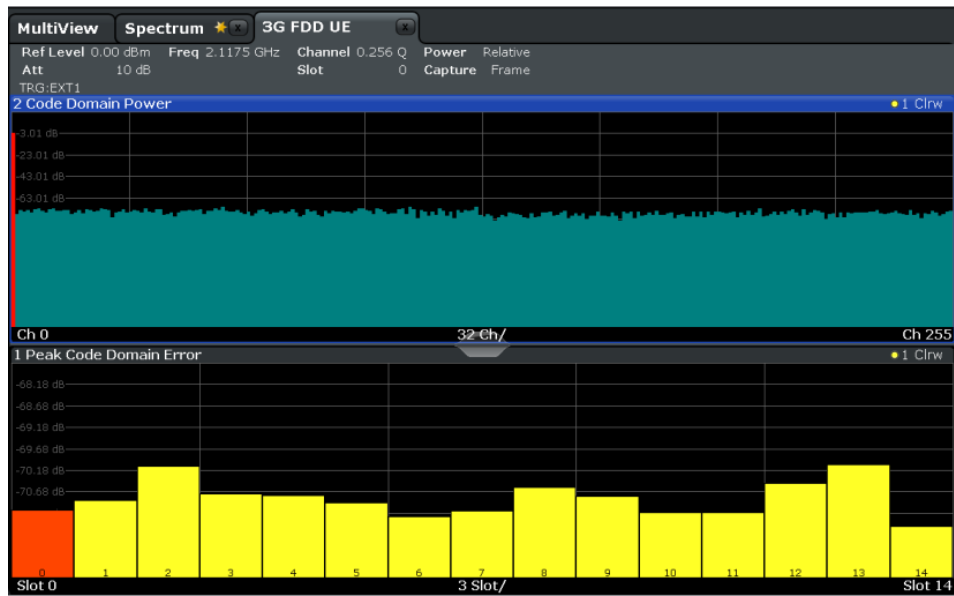 MultiView Spectrum x 3G FDD UE x
Ref Level 0.00 dBm Freq 2.1175 GHz Channel 0.256 Q Power Relative
Att 10 dB Slot 0 Capture Frame
TRG:EXT1
2 Code Domain Power 1 Clrw
-3.01 dB
-23.01 dB
-43.01 dB
-63.01 dB
Ch 0 32 Ch/ Ch 255
1 Peak Code Domain Error 1 Clrw
-68.18 dB
-68.68 dB
-69.18 dB
-69.68 dB
-70.18 dB
-70.68 dB
0 1 2 3 4 5 6 7 8 9 10 11 12 13 14
Slot 0 3 Slot/ Slot 14